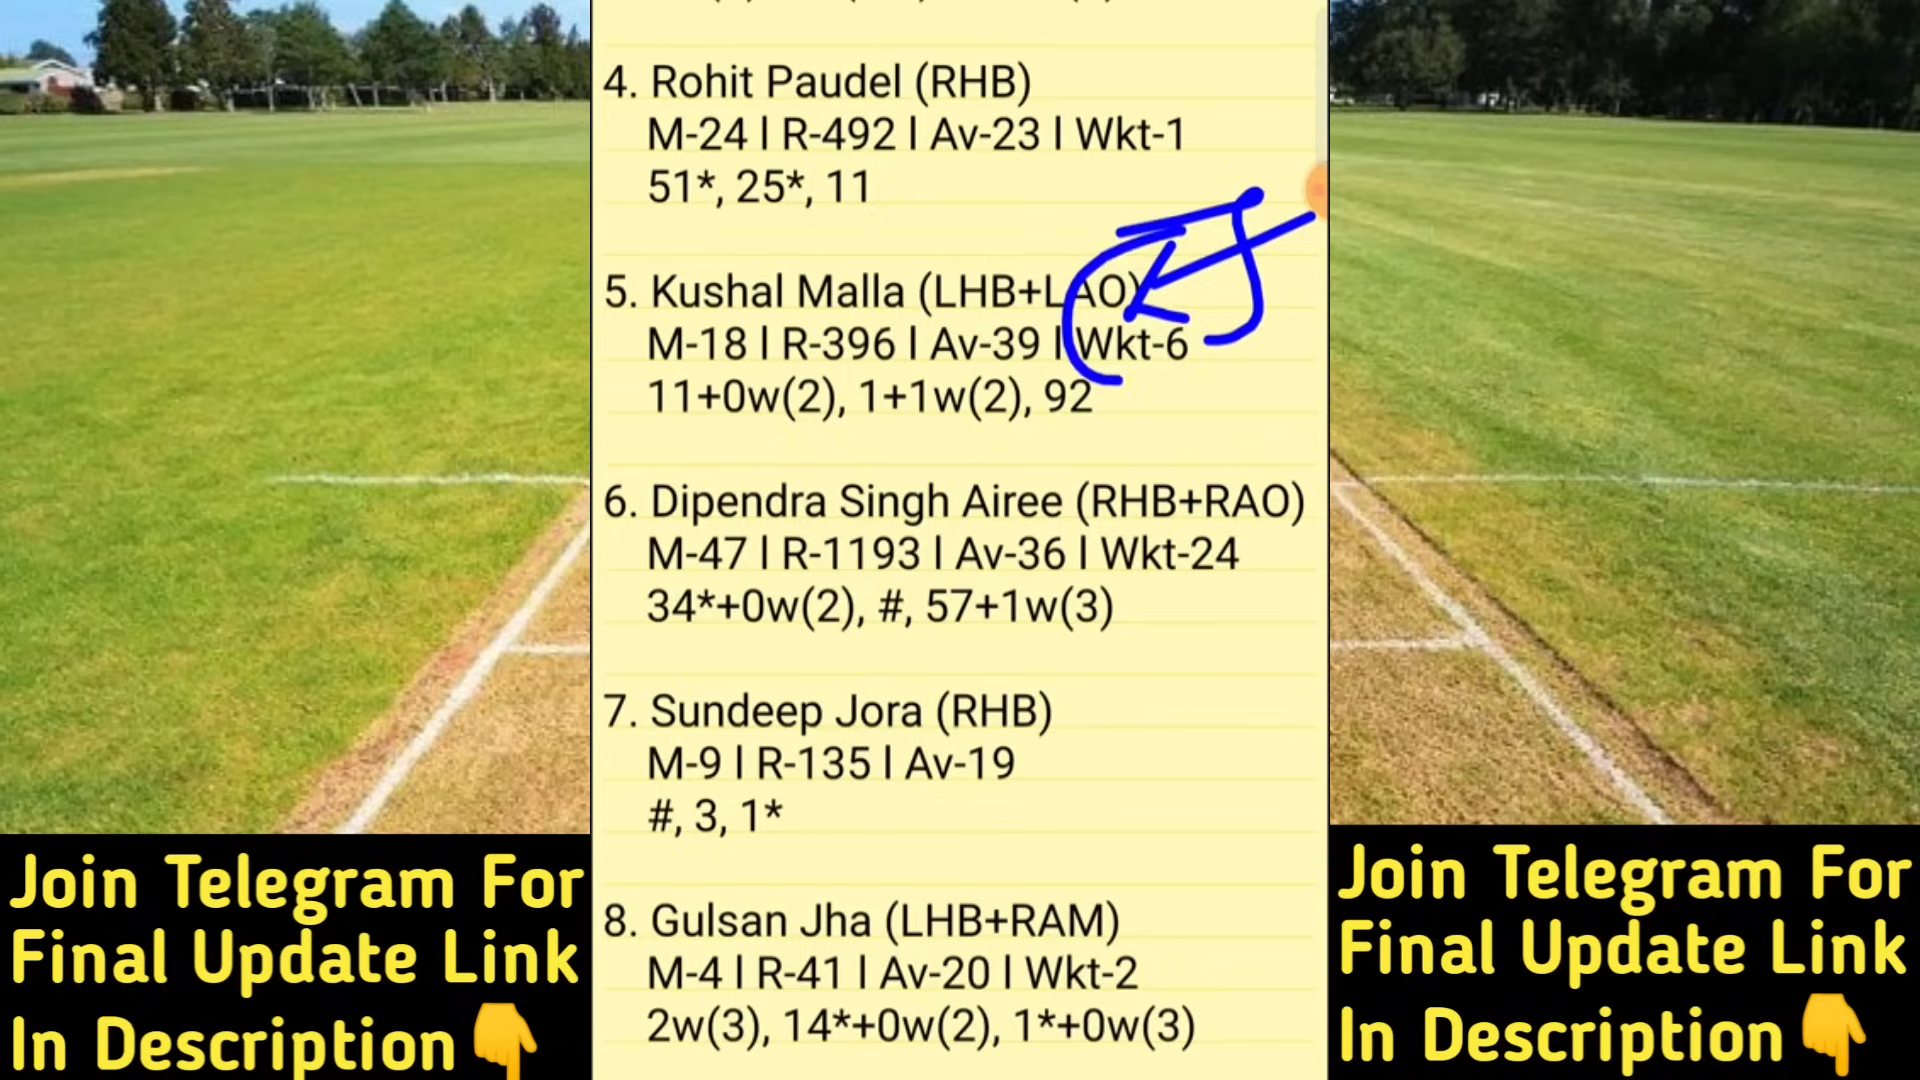 4. Rohit Paudel (RHB)
M-24 l R-492 l Av-23 l Wkt-1
51*, 25*, 11
5. Kushal Malla (LHB+LAO)
M-18 l R-396 l Av-39 l Wkt-6
11+0w(2), 1+1w(2), 92
6. Dipendra Singh Airee (RHB+RAO)
M-47 l R-1193 l Av-36 l Wkt-24
34*+0w(2), #, 57+1w(3)
7. Sundeep Jora (RHB)
M-9 l R-135 l Av-19
#, 3, 1*
8. Gulsan Jha (LHB+RAM)
M-4 l R-41 l Av-20 l Wkt-2
2w(3), 14*+0w(2), 1*+0w(3)
Join Telegram For
Final Update Link
In Description👇
Join Telegram For
Final Update Link
In Description👇